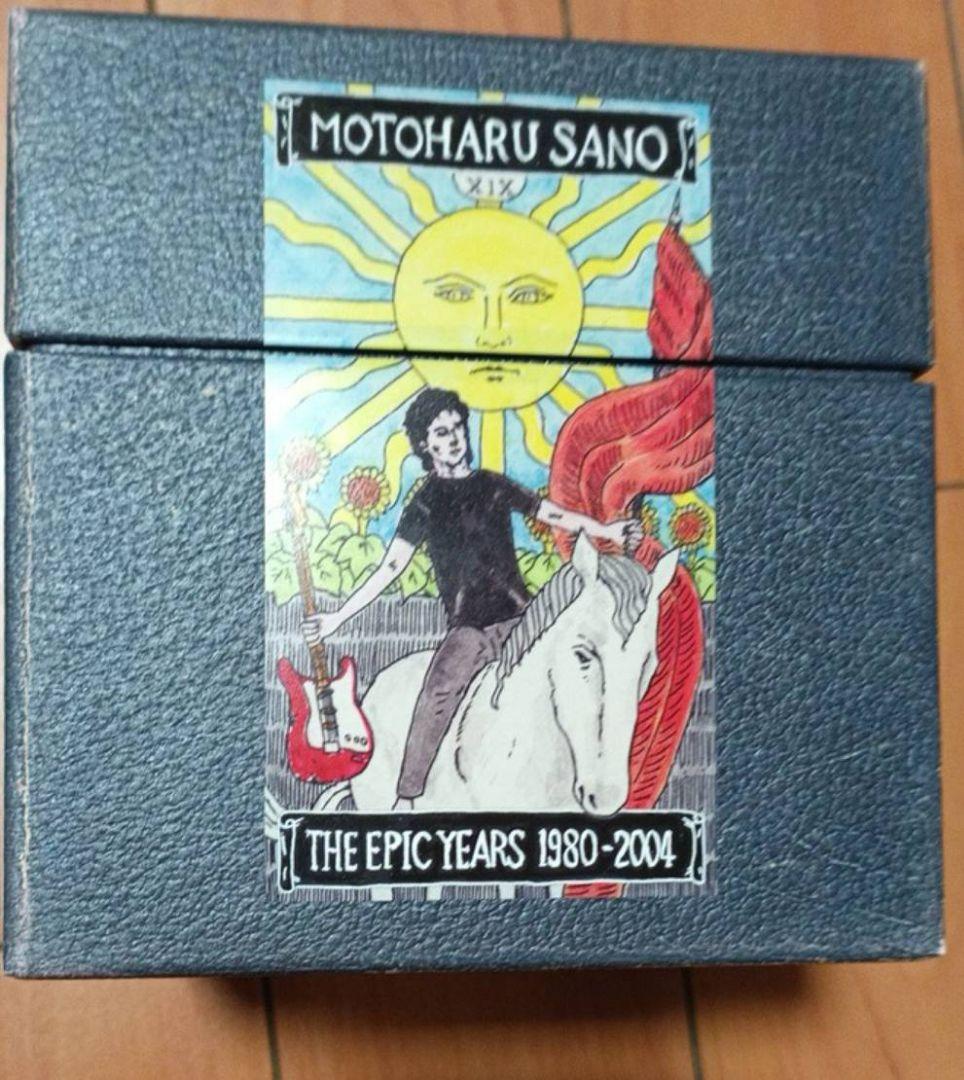 MOTOHARU SANO
XIX
THE EPIC YEARS 1980-2004